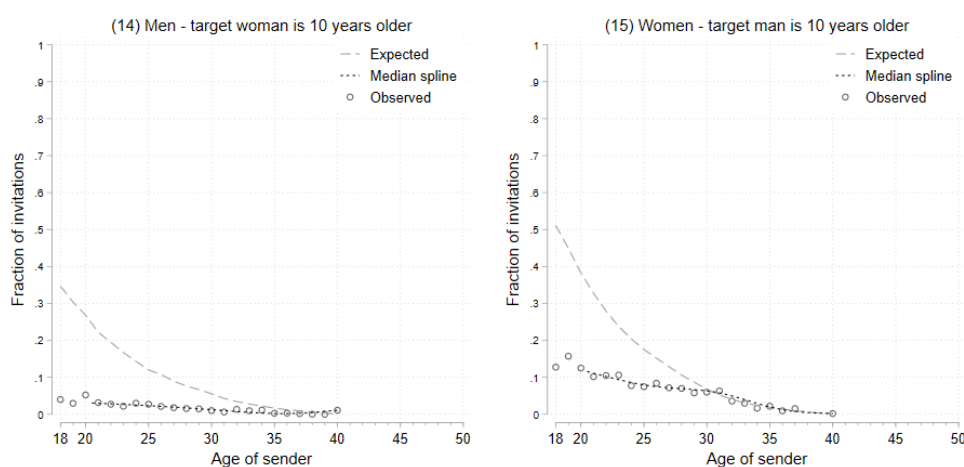 (14) Men - target woman is 10 years older
Expected
Median spline
Observed
Fraction of invitations
1
.9
.8
.7
.6
.5
.4
.3
.2
.1
0
18 20 25 30 35 40 45 50
Age of sender
(15) Women - target man is 10 years older
Expected
Median spline
Observed
Fraction of invitations
1
.9
.8
.7
.6
.5
.4
.3
.2
.1
0
18 20 25 30 35 40 45 50
Age of sender